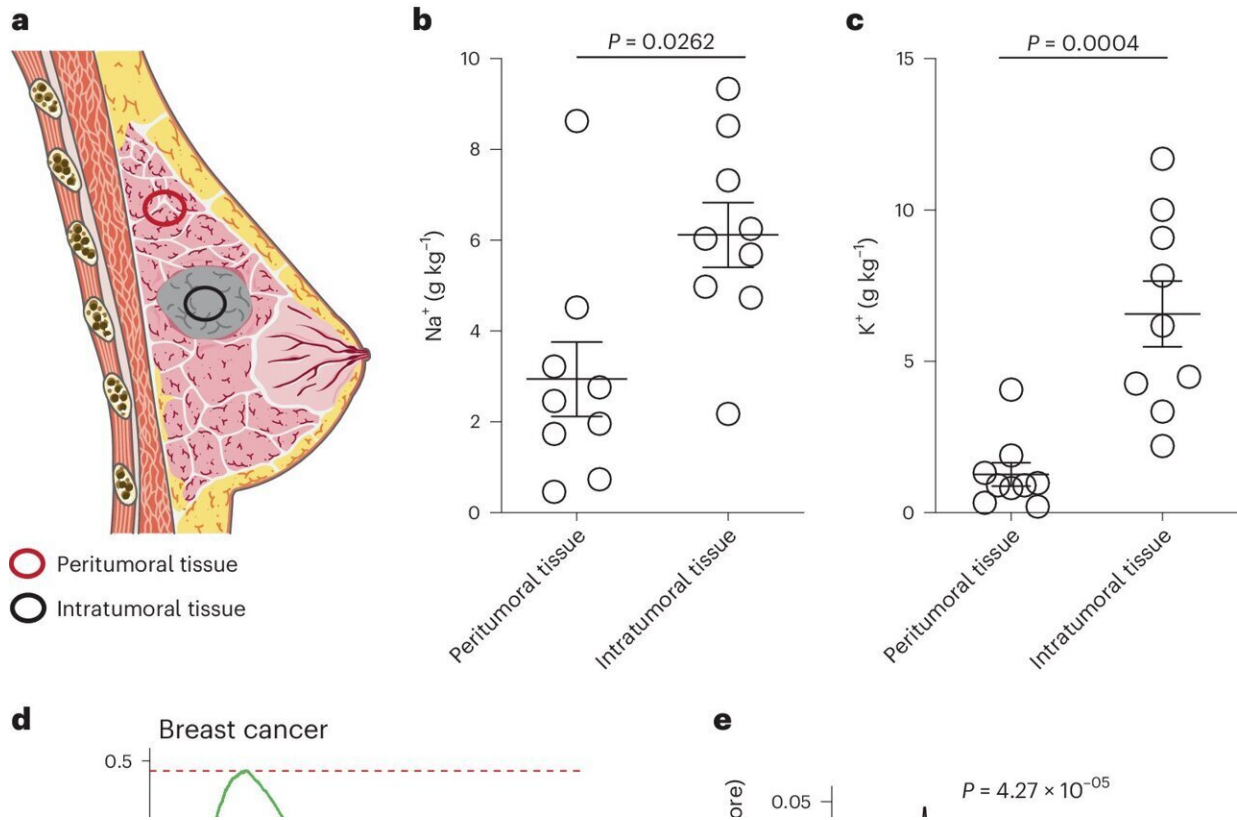 a
Peritumoral tissue
Intratumoral tissue
b
P = 0.0262
10
8
6
4
2
0
Na⁺ (g kg⁻¹)
Peritumoral tissue
Intratumoral tissue
c
P = 0.0004
15
10
5
0
K⁺ (g kg⁻¹)
Peritumoral tissue
Intratumoral tissue
d
Breast cancer
0.5
e
ore)
0.05
P = 4.27 × 10⁻⁰⁵